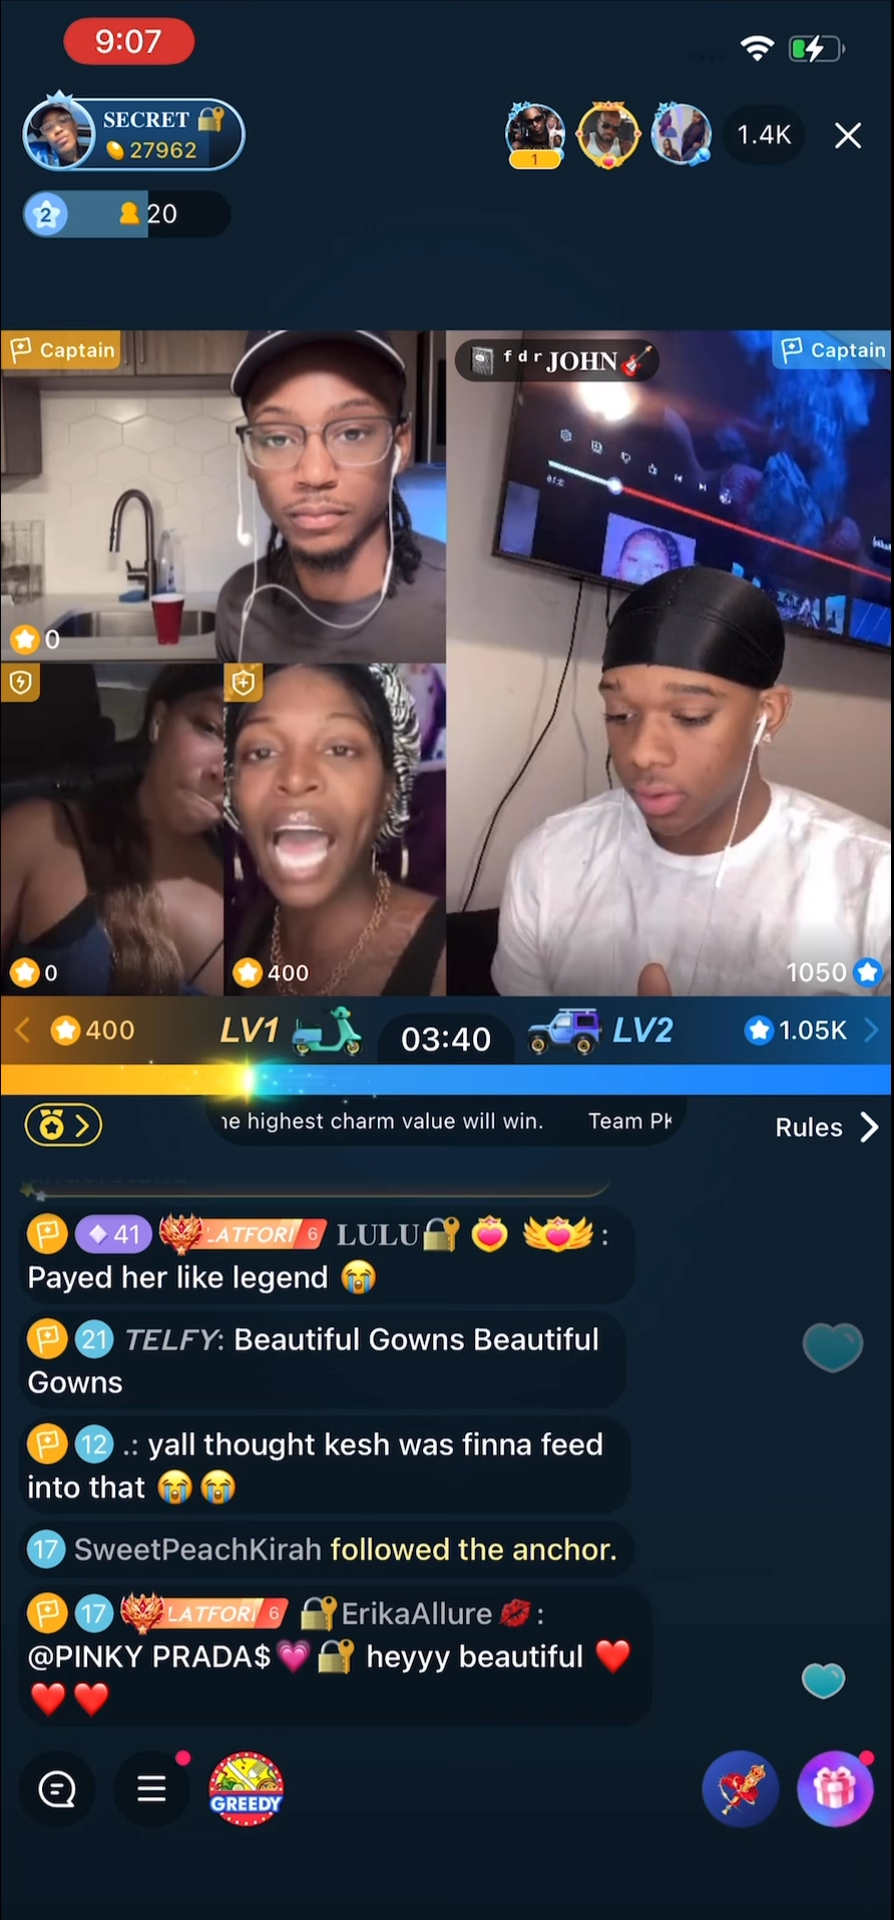 9:07
SECRET 🔐
27962
1
1.4K
2
20
Captain
ᶠᵈʳJOHN🎸
Captain
0
0
400
1050
400
LV1
03:40
LV2
1.05K
he highest charm value will win. Team PK
Rules
41 LATFORI 6 LULU🔐 :
Payed her like legend 😭
21 TELFY: Beautiful Gowns Beautiful
Gowns
12 .: yall thought kesh was finna feed
into that 😭😭
17 SweetPeachKirah followed the anchor.
17 LATFORI 6 🔐ErikaAllure💋 :
@PINKY PRADA$💗🔐 heyyy beautiful ❤️
❤️❤️
GREEDY